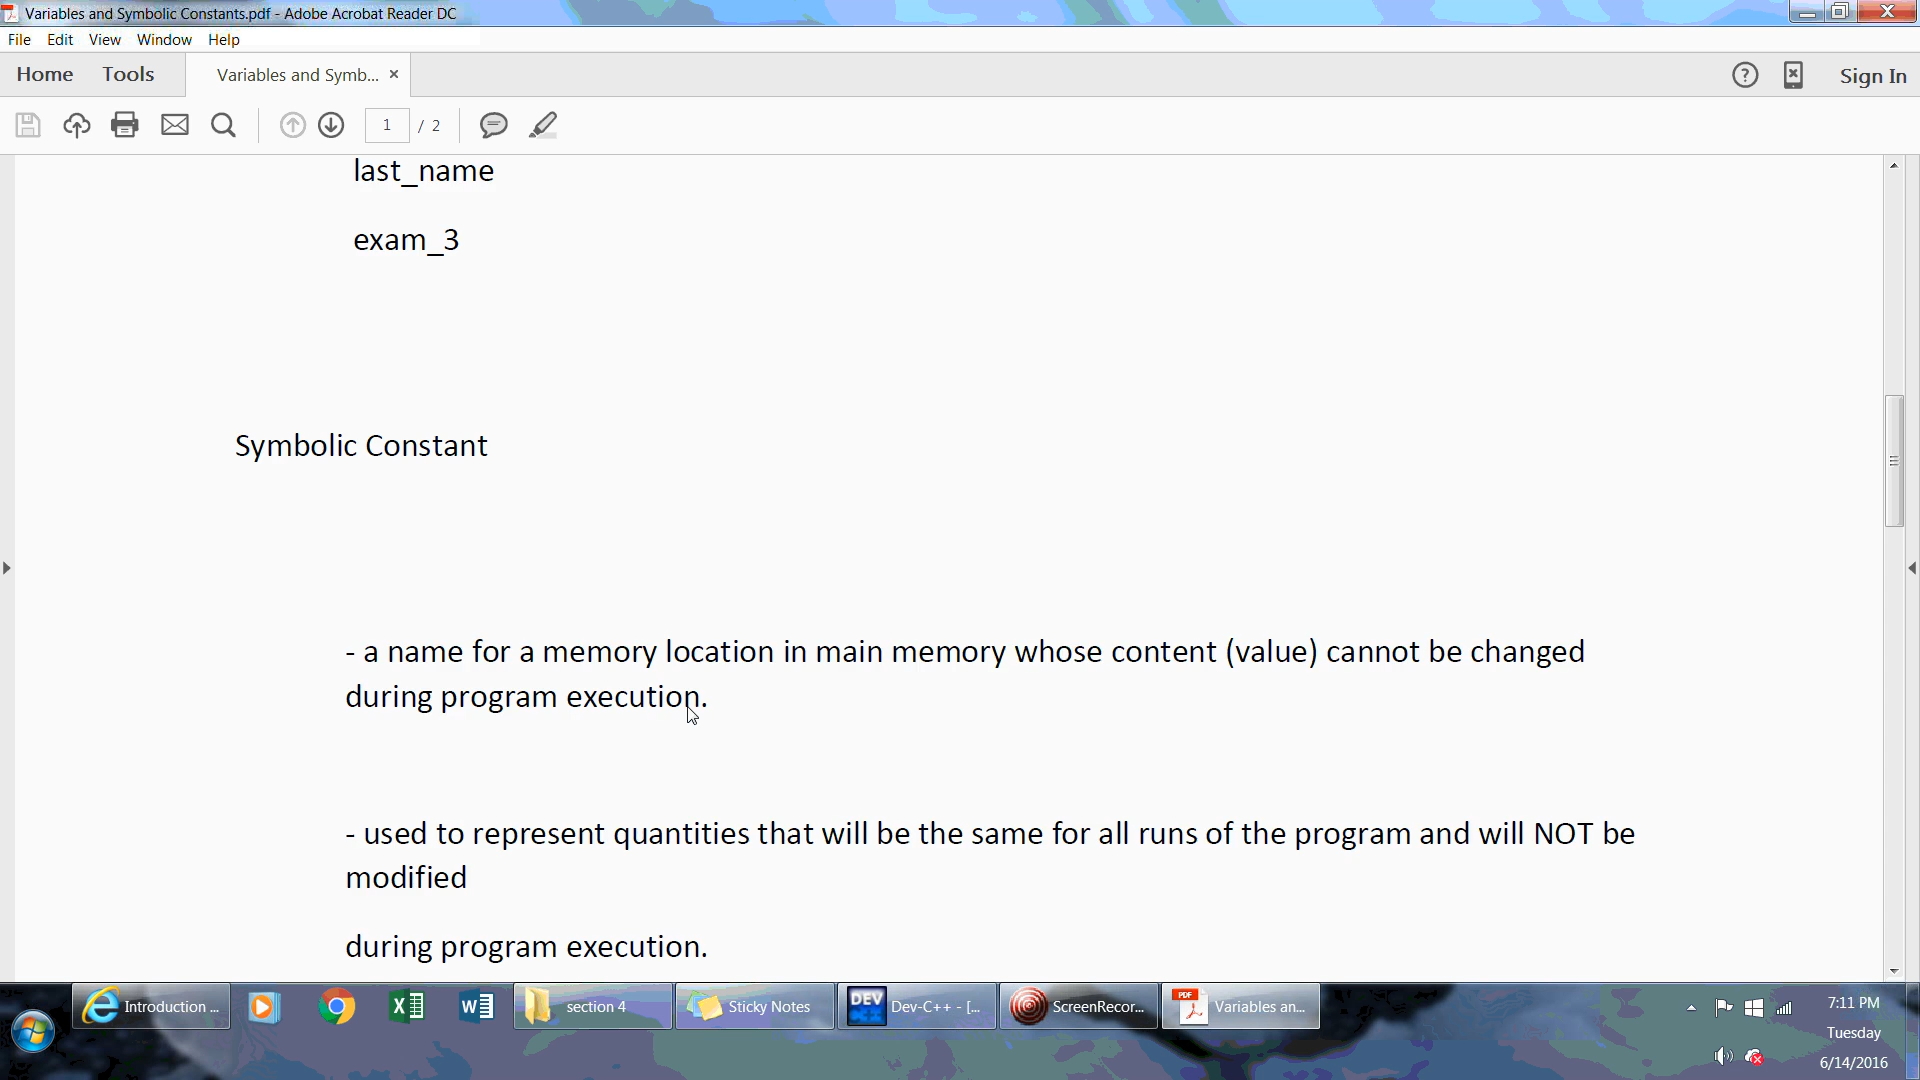 Variables and Symbolic Constants.pdf - Adobe Acrobat Reader DC
File Edit View Window Help
Home Tools Variables and Symb... × Sign In
1 / 2
last_name
exam_3
Symbolic Constant
- a name for a memory location in main memory whose content (value) cannot be changed
during program execution.
- used to represent quantities that will be the same for all runs of the program and will NOT be
modified
during program execution.
Introduction ... section 4 Sticky Notes DEV C++ Dev-C++ - [... ScreenRecor... PDF Variables an...
7:11 PM
Tuesday
6/14/2016